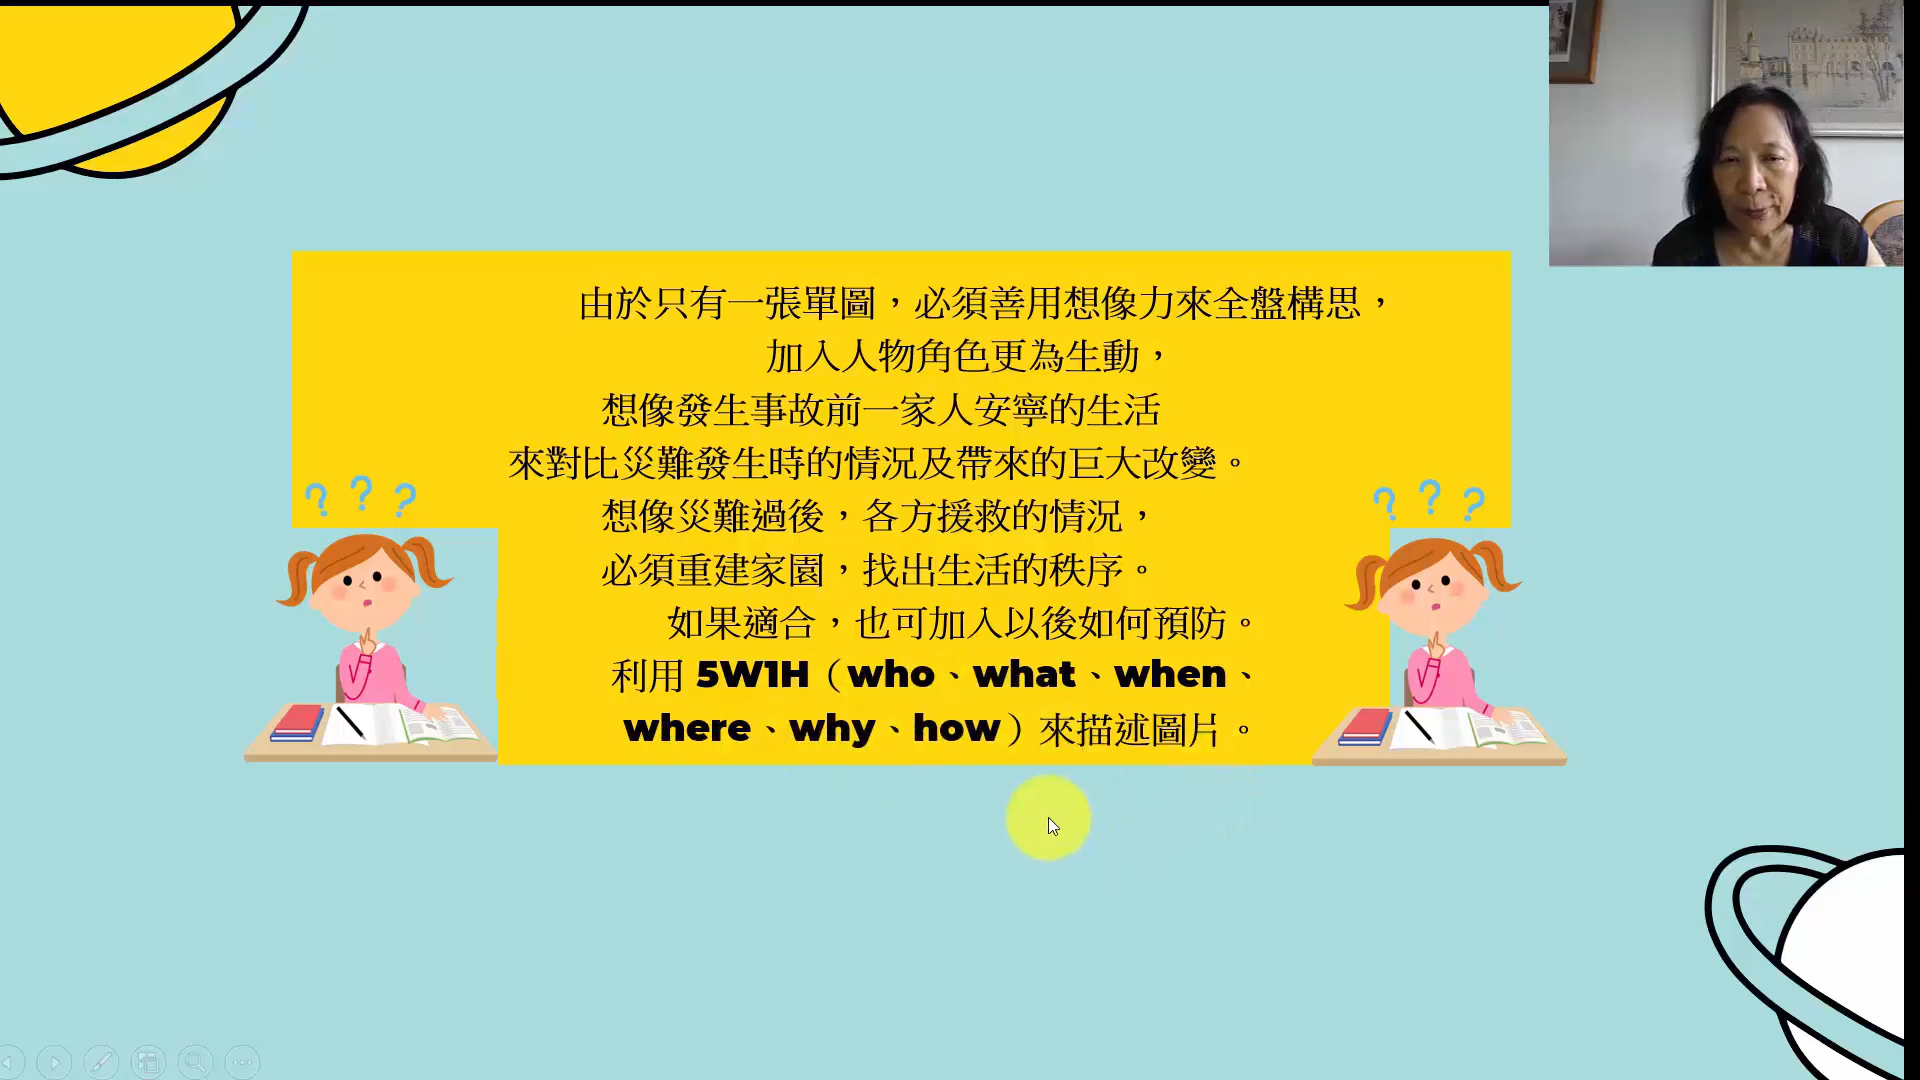 由於只有一張單圖，必須善用想像力來全盤構思，
加入人物角色更為生動，
想像發生事故前一家人安寧的生活
來對比災難發生時的情況及帶來的巨大改變。
想像災難過後，各方援救的情況，
必須重建家園，找出生活的秩序。
如果適合，也可加入以後如何預防。
利用 5W1H（who、what、when、
where、why、how）來描述圖片。
? ? ?
? ? ?